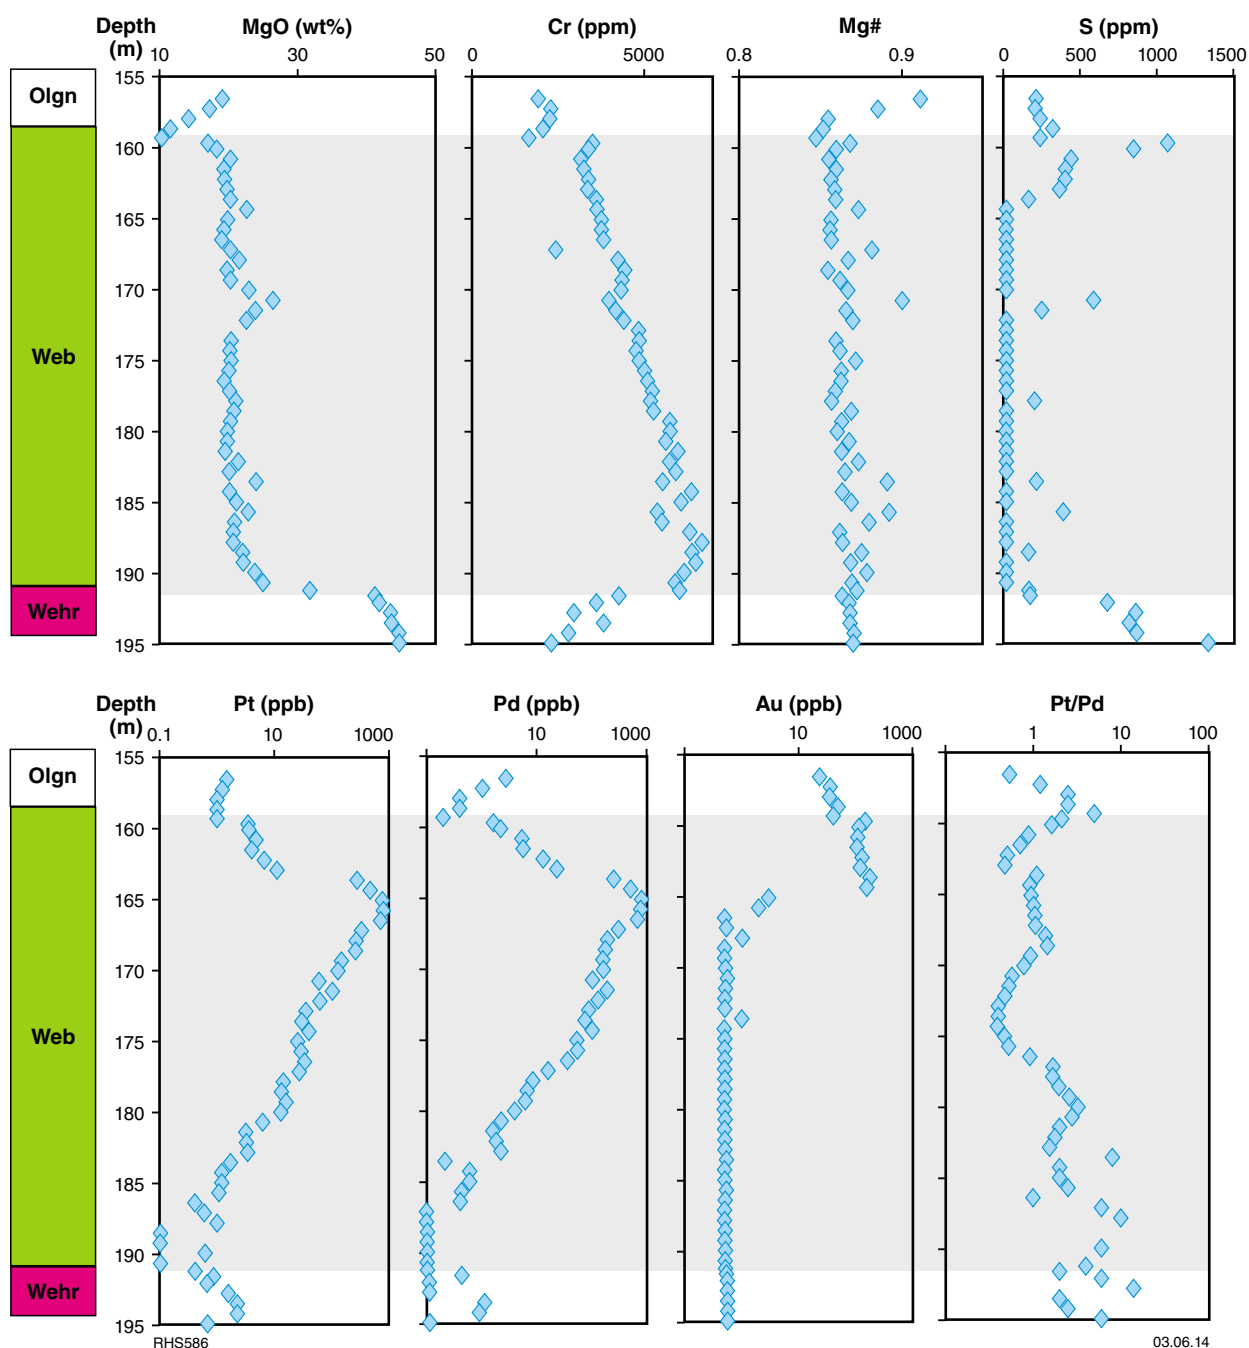 Depth (m) MgO (wt%) Cr (ppm) Mg# S (ppm)
10 30 50 0 5000 0.8 0.9 0 500 1000 1500
155
Olgn
160
165
170
175
Web
180
185
190
Wehr
195
Depth (m) Pt (ppb) Pd (ppb) Au (ppb) Pt/Pd
0.1 10 1000 10 1000 10 1000 1 10 100
155
Olgn
160
165
170
175
Web
180
185
190
Wehr
195
RHS586 03.06.14